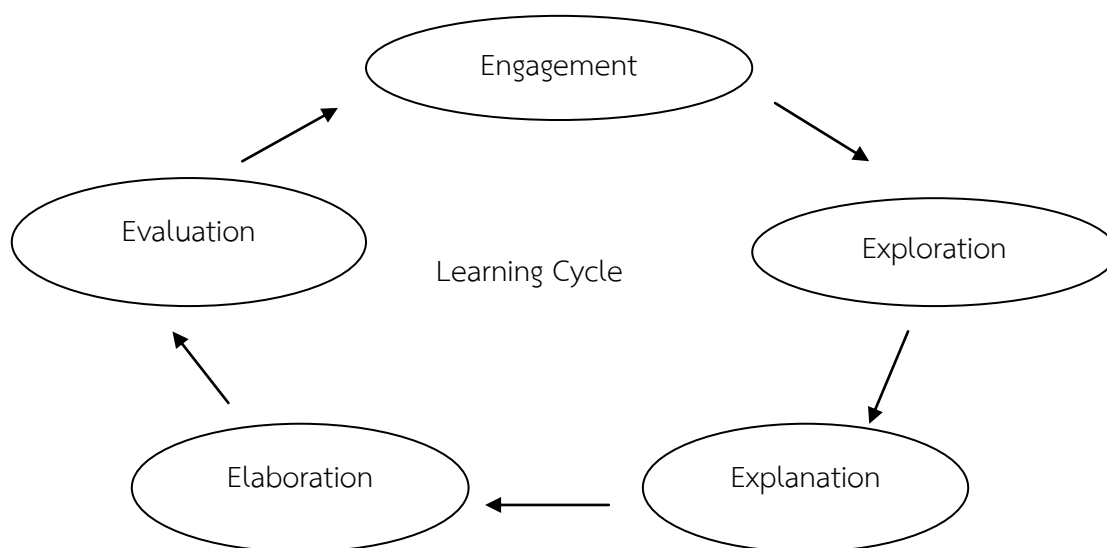 Engagement
Evaluation
Exploration
Learning Cycle
Elaboration
Explanation